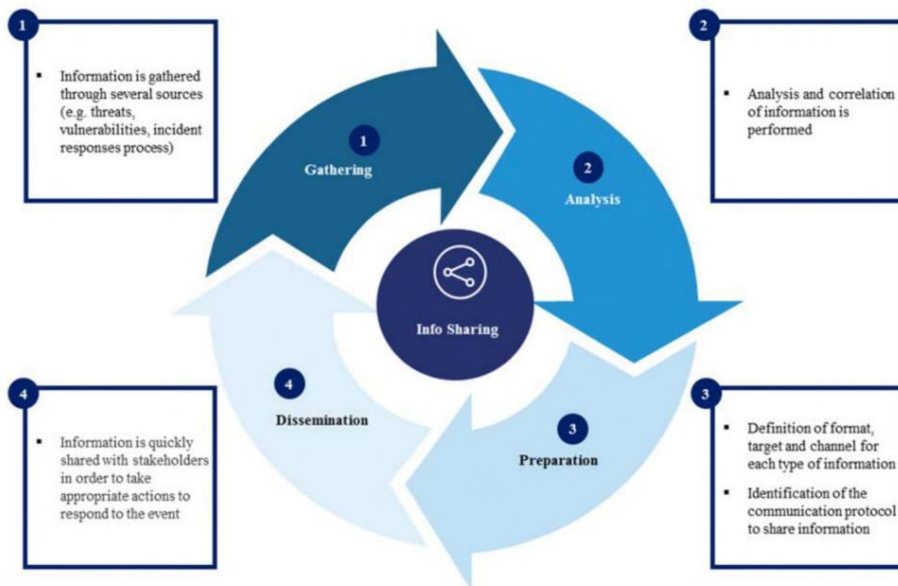 1
▪ Information is gathered
through several sources
(e.g. threats,
vulnerabilities, incident
responses process)
2
▪ Analysis and correlation
of information is
performed
1
Gathering
2
Analysis
Info Sharing
4
Dissemination
3
Preparation
4
▪ Information is quickly
shared with stakeholders
in order to take
appropriate actions to
respond to the event
3
▪ Definition of format,
target and channel for
each type of information
▪ Identification of the
communication protocol
to share information